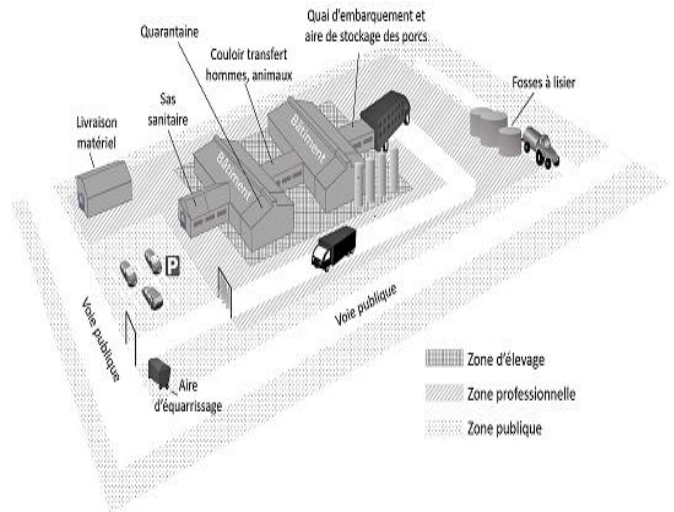 Quai d'embarquement et
aire de stockage des porcs
Quarantaine
Couloir transfert
hommes, animaux
Fosses à lisier
Sas
sanitaire
Livraison
matériel
Bâtiment
Bâtiment
P
Voie publique
Voie publique
Aire
d'équarrissage
Zone d'élevage
Zone professionnelle
Zone publique